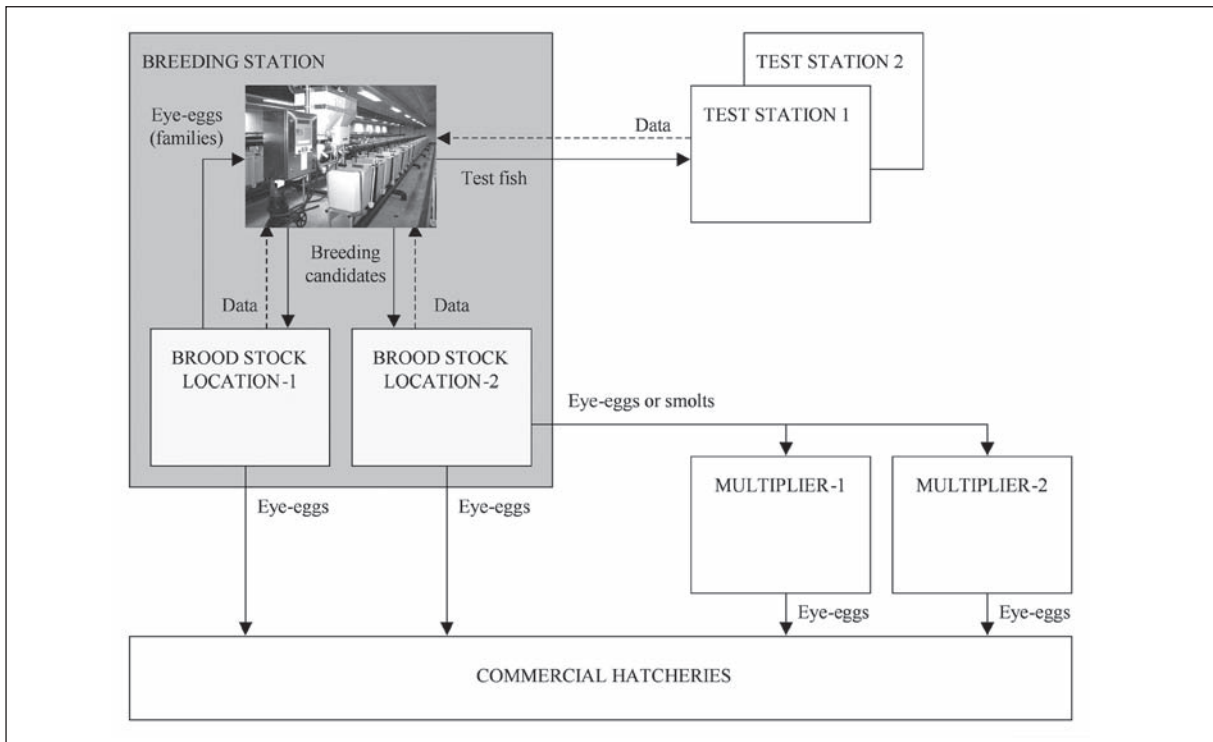 BREEDING STATION
TEST STATION 2
TEST STATION 1
Eye-eggs
(families)
Data
Test fish
Breeding
candidates
Data
Data
BROOD STOCK
LOCATION-1
BROOD STOCK
LOCATION-2
Eye-eggs or smolts
MULTIPLIER-1
MULTIPLIER-2
Eye-eggs
Eye-eggs
Eye-eggs
Eye-eggs
COMMERCIAL HATCHERIES